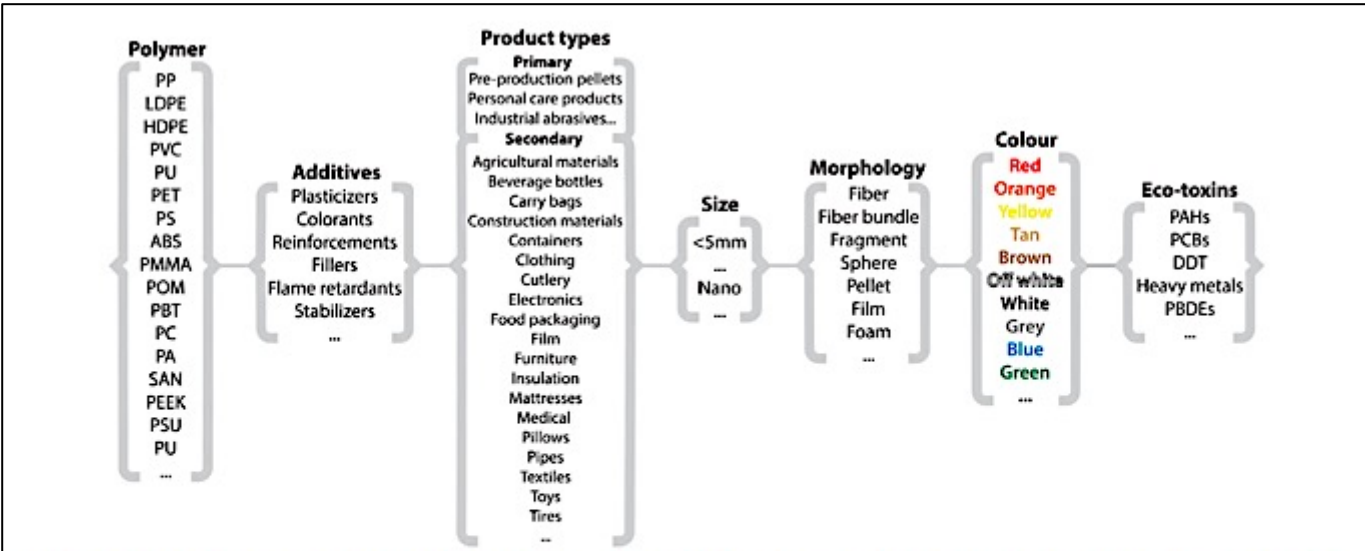 Polymer
PP
LDPE
HDPE
PVC
PU
PET
PS
ABS
PMMA
POM
PBT
PC
PA
SAN
PEEK
PSU
PU
...
Additives
Plasticizers
Colorants
Reinforcements
Fillers
Flame retardants
Stabilizers
...
Product types
Primary
Pre-production pellets
Personal care products
Industrial abrasives...
Secondary
Agricultural materials
Beverage bottles
Carry bags
Construction materials
Containers
Clothing
Cutlery
Electronics
Food packaging
Film
Furniture
Insulation
Mattresses
Medical
Pillows
Pipes
Textiles
Toys
Tires
...
Size
<5mm
...
Nano
...
Morphology
Fiber
Fiber bundle
Fragment
Sphere
Pellet
Film
Foam
...
Colour
Red
Orange
Yellow
Tan
Brown
Off white
White
Grey
Blue
Green
...
Eco-toxins
PAHs
PCBs
DDT
Heavy metals
PBDEs
...